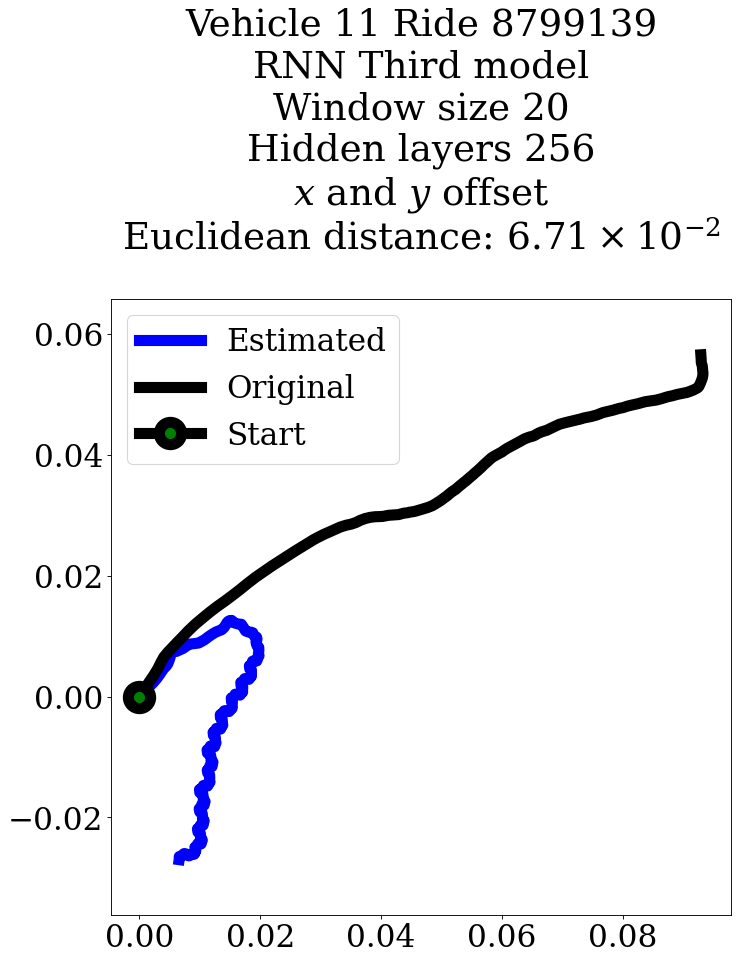 Vehicle 11 Ride 8799139
RNN Third model
Window size 20
Hidden layers 256
x and y offset
Euclidean distance: 6.71 × 10⁻²
Estimated
Original
Start
0.06
0.04
0.02
0.00
−0.02
0.00 0.02 0.04 0.06 0.08